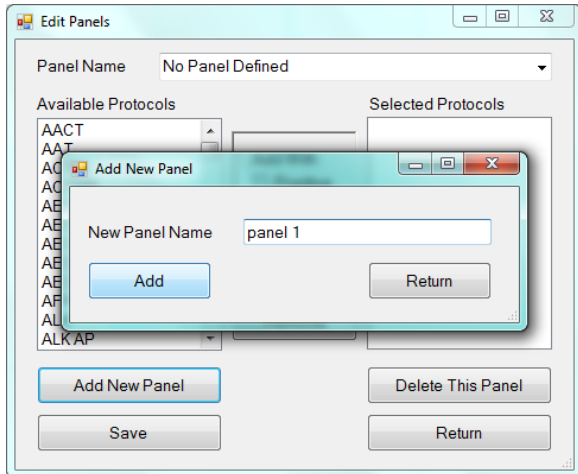 Edit Panels
Panel Name No Panel Defined
Available Protocols Selected Protocols
AACT
Add New Panel
New Panel Name panel 1
Add Return
ALK AP
Add New Panel Delete This Panel
Save Return